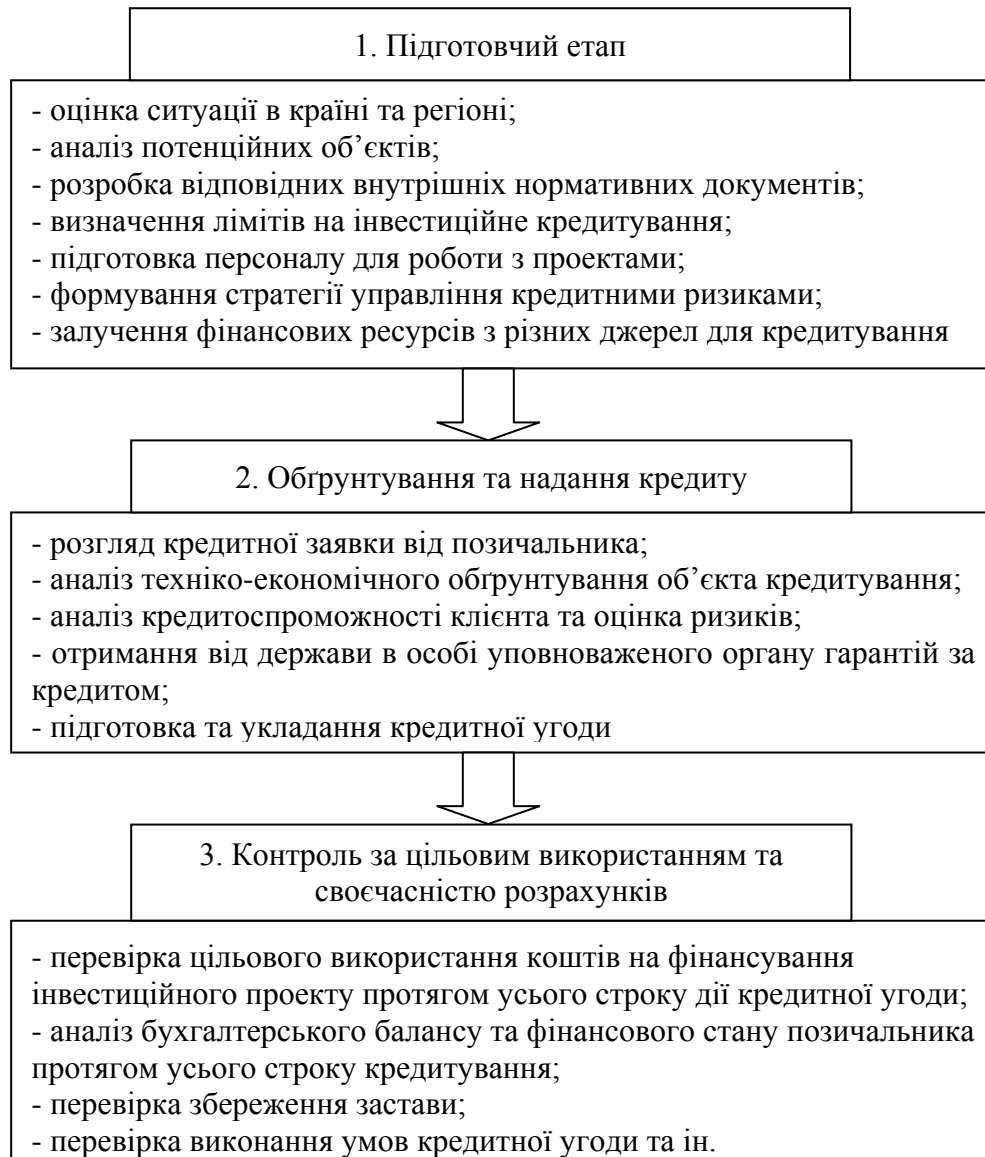 1. Підготовчий етап
- оцінка ситуації в країні та регіоні;
- аналіз потенційних об’єктів;
- розробка відповідних внутрішніх нормативних документів;
- визначення лімітів на інвестиційне кредитування;
- підготовка персоналу для роботи з проектами;
- формування стратегії управління кредитними ризиками;
- залучення фінансових ресурсів з різних джерел для кредитування
2. Обґрунтування та надання кредиту
- розгляд кредитної заявки від позичальника;
- аналіз техніко-економічного обґрунтування об’єкта кредитування;
- аналіз кредитоспроможності клієнта та оцінка ризиків;
- отримання від держави в особі уповноваженого органу гарантій за
кредитом;
- підготовка та укладання кредитної угоди
3. Контроль за цільовим використанням та
своєчасністю розрахунків
- перевірка цільового використання коштів на фінансування
інвестиційного проекту протягом усього строку дії кредитної угоди;
- аналіз бухгалтерського балансу та фінансового стану позичальника
протягом усього строку кредитування;
- перевірка збереження застави;
- перевірка виконання умов кредитної угоди та ін.